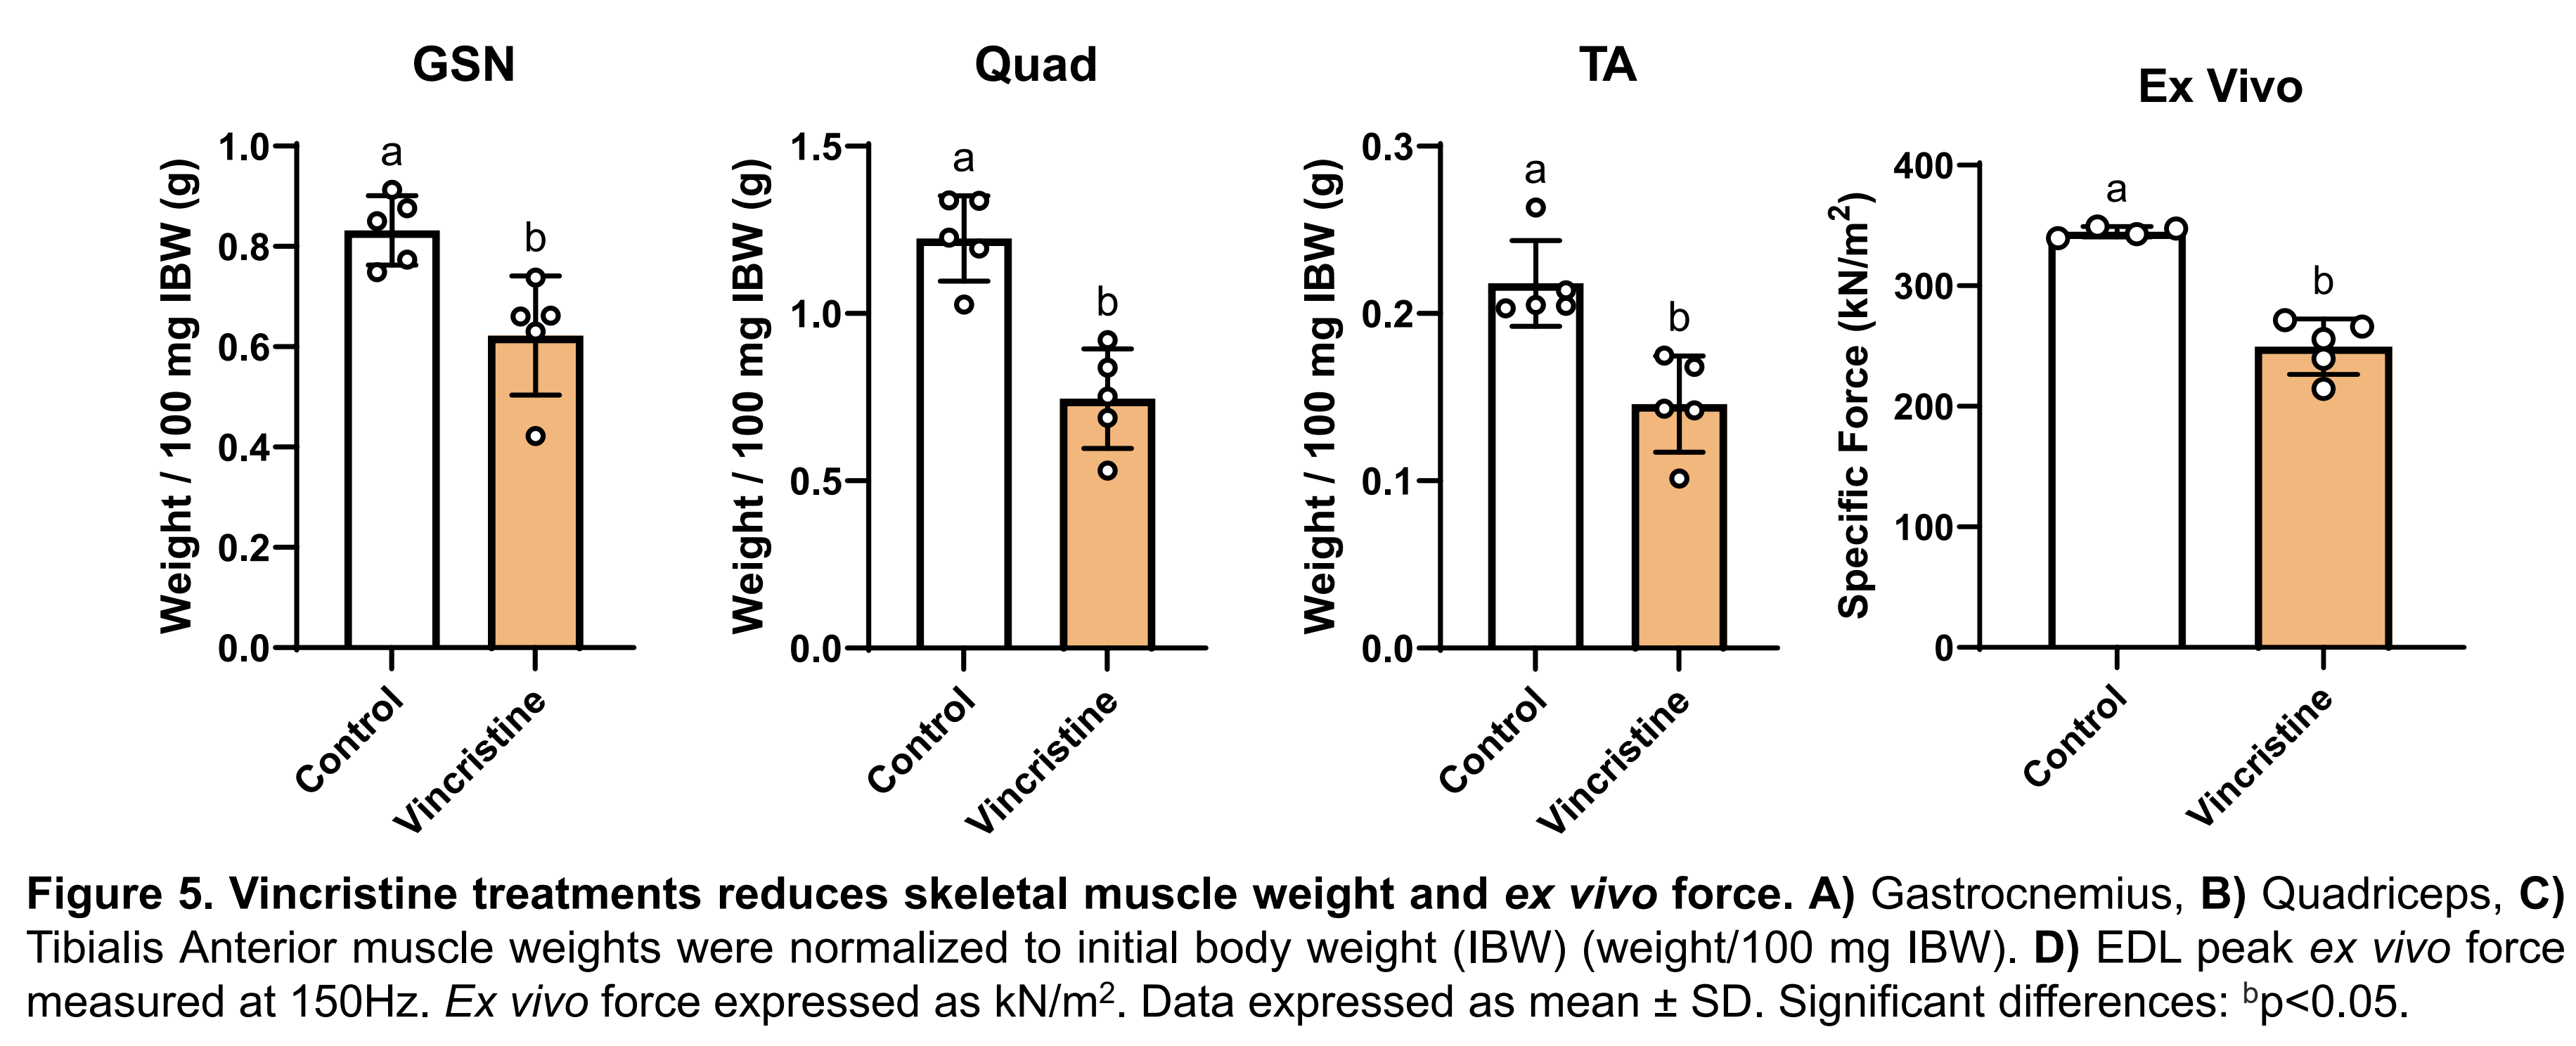 GSN
Weight / 100 mg IBW (g)
1.0
0.8
0.6
0.4
0.2
0.0
a
b
Control
Vincristine
Quad
Weight / 100 mg IBW (g)
1.5
1.0
0.5
0.0
a
b
Control
Vincristine
TA
Weight / 100 mg IBW (g)
0.3
0.2
0.1
0.0
a
b
Control
Vincristine
Ex Vivo
Specific Force (kN/m²)
400
300
200
100
0
a
b
Control
Vincristine
Figure 5. Vincristine treatments reduces skeletal muscle weight and ex vivo force. A) Gastrocnemius, B) Quadriceps, C)
Tibialis Anterior muscle weights were normalized to initial body weight (IBW) (weight/100 mg IBW). D) EDL peak ex vivo force
measured at 150Hz. Ex vivo force expressed as kN/m². Data expressed as mean ± SD. Significant differences: ᵇp<0.05.